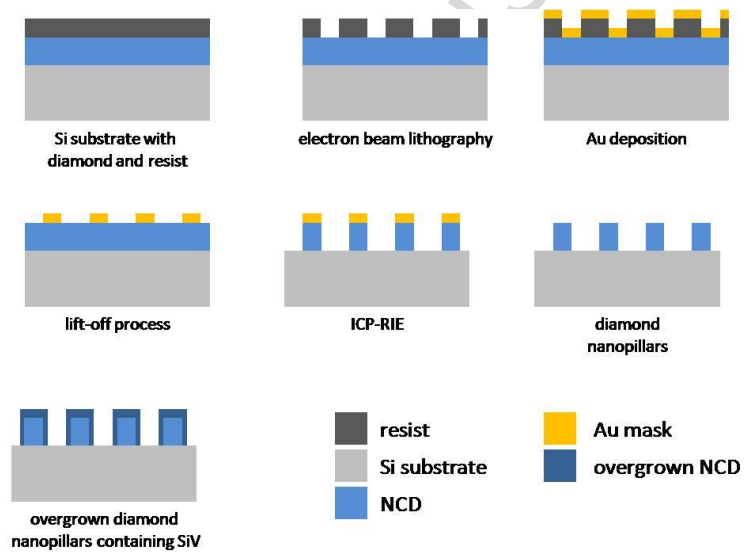 Si substrate with
diamond and resist
electron beam lithography
Au deposition
lift-off process
ICP-RIE
diamond
nanopillars
overgrown diamond
nanopillars containing SiV
resist
Si substrate
NCD
Au mask
overgrown NCD